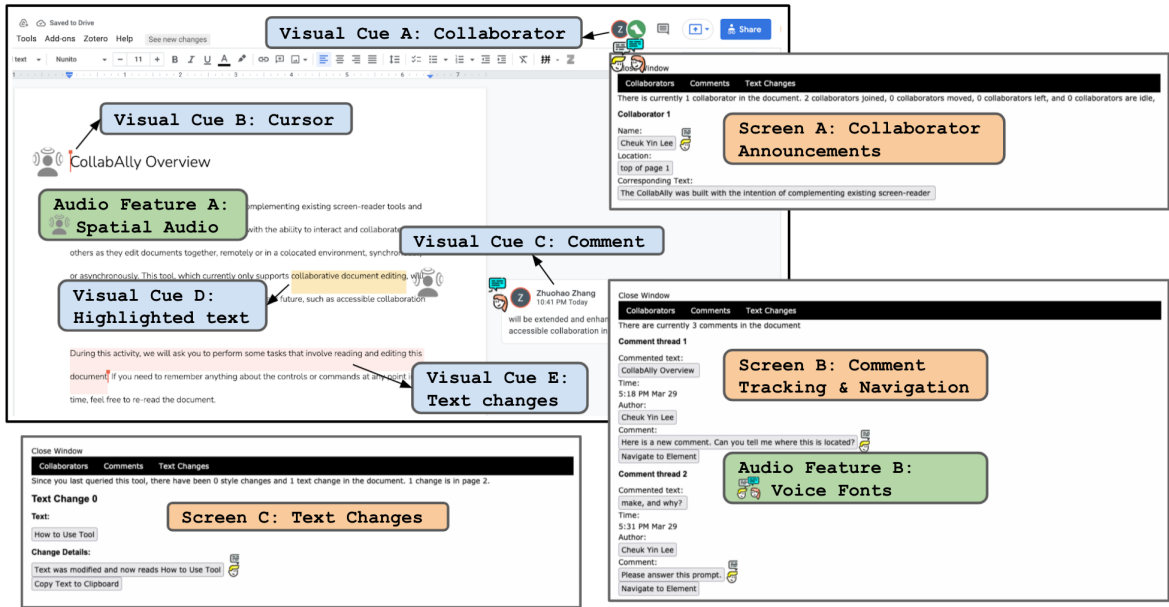 Saved to Drive
Tools Add-ons Zotero Help See new changes
Visual Cue A: Collaborator
Z
Share
text Nunito - 11 + B I U A
1 1 2 3 4 5 6 7
Visual Cue B: Cursor
CollabAlly Overview
Audio Feature A:
Spatial Audio
mplementing existing screen-reader tools and
with the ability to interact and collaborate
others as they edit documents together, remotely or in a colocated environment, synchronously
or asynchronously. This tool, which currently only supports collaborative document editing, will
future, such as accessible collaboration
Visual Cue C: Comment
Visual Cue D:
Highlighted text
Z
Zhuohao Zhang
10:41 PM Today
will be extended and enhan
accessible collaboration in
During this activity, we will ask you to perform some tasks that involve reading and editing this
document. If you need to remember anything about the controls or commands at any point in
time, feel free to re-read the document.
Visual Cue E:
Text changes
Close Window
Collaborators Comments Text Changes
There is currently 1 collaborator in the document. 2 collaborators joined, 0 collaborators moved, 0 collaborators left, and 0 collaborators are idle,
Collaborator 1
Name:
Cheuk Yin Lee
Location:
top of page 1
Corresponding Text:
The CollabAlly was built with the intention of complementing existing screen-reader
Screen A: Collaborator
Announcements
Close Window
Collaborators Comments Text Changes
There are currently 3 comments in the document
Comment thread 1
Commented text:
CollabAlly Overview
Time:
5:18 PM Mar 29
Author:
Cheuk Yin Lee
Comment:
Here is a new comment. Can you tell me where this is located?
Navigate to Element
Comment thread 2
Commented text:
make, and why?
Time:
5:31 PM Mar 29
Author:
Cheuk Yin Lee
Comment:
Please answer this prompt.
Navigate to Element
Screen B: Comment
Tracking & Navigation
Audio Feature B:
Voice Fonts
Close Window
Collaborators Comments Text Changes
Since you last queried this tool, there have been 0 style changes and 1 text change in the document. 1 change is in page 2.
Text Change 0
Text:
How to Use Tool
Change Details:
Text was modified and now reads How to Use Tool
Copy Text to Clipboard
Screen C: Text Changes